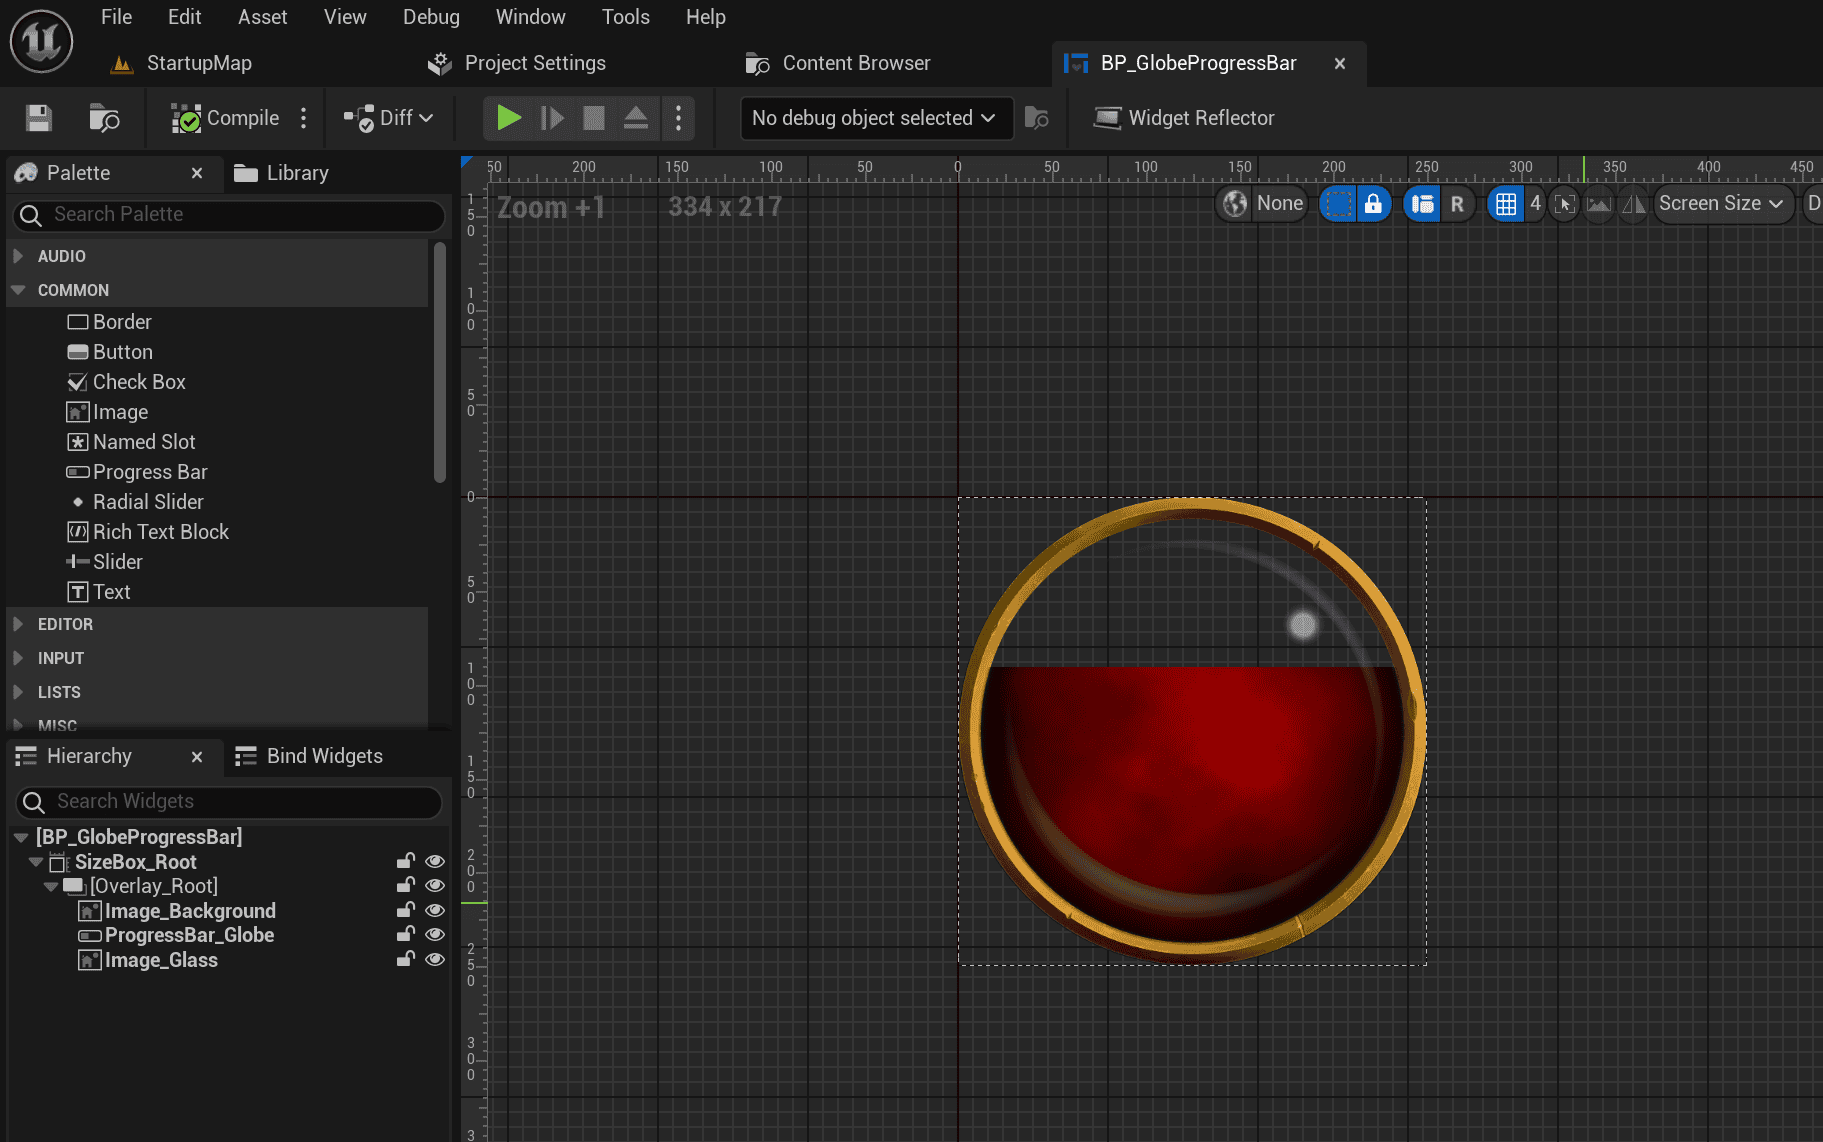 File Edit Asset View Debug Window Tools Help
StartupMap Project Settings Content Browser BP_GlobeProgressBar
Compile Diff No debug object selected Widget Reflector
Palette Library
Search Palette
AUDIO
COMMON
Border
Button
Check Box
Image
Named Slot
Progress Bar
Radial Slider
Rich Text Block
Slider
Text
EDITOR
INPUT
LISTS
MISC
Hierarchy Bind Widgets
Search Widgets
[BP_GlobeProgressBar]
SizeBox_Root
[Overlay_Root]
Image_Background
ProgressBar_Globe
Image_Glass
50 200 150 100 50 0 50 100 150 200 250 300 350 400 450
Zoom +1 334 x 217 None R 4 Screen Size D
150
100
50
0
50
100
150
200
250
300
3